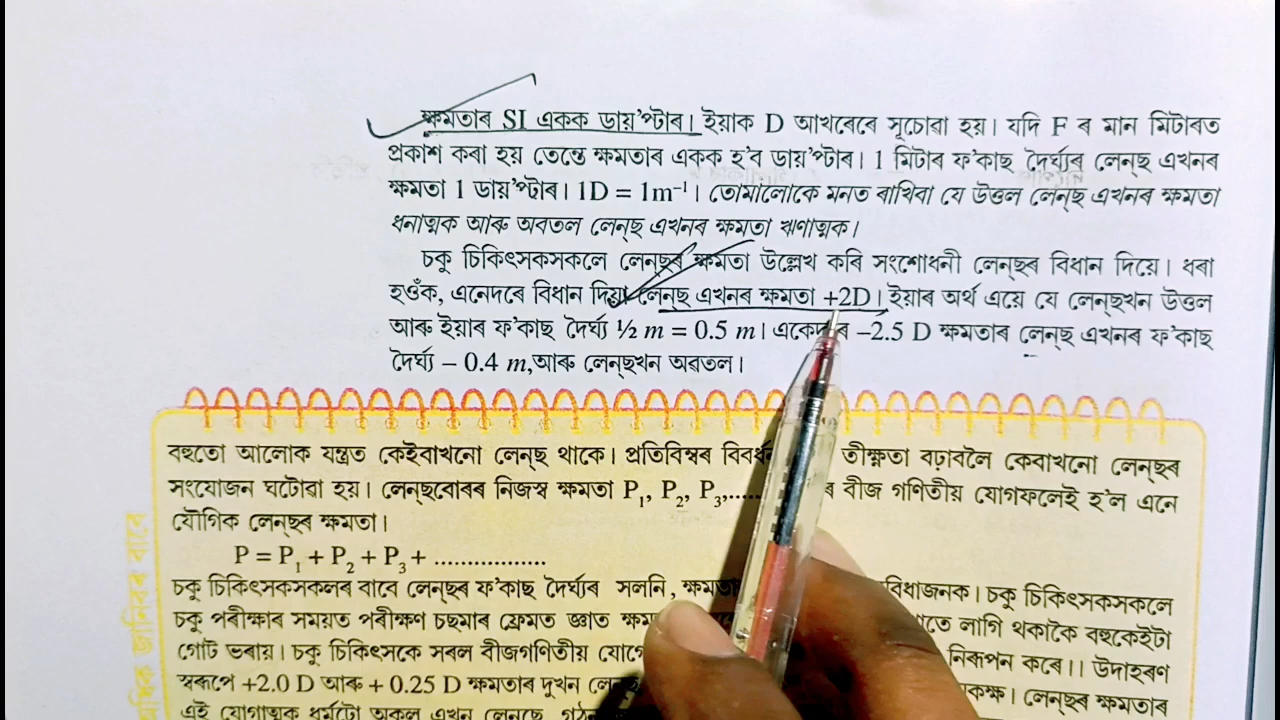 ক্ষমতাৰ SI একক ডায়'প্টাৰ। ইয়াক D আখৰেৰে সূচোৱা হয়। যদি F ৰ মান মিটাৰত
প্ৰকাশ কৰা হয় তেন্তে ক্ষমতাৰ একক হ'ব ডায়'প্টাৰ। 1 মিটাৰ ফ'কাছ দৈৰ্ঘ্যৰ লেন্‌ছ এখনৰ
ক্ষমতা 1 ডায়'প্টাৰ। 1D = 1m⁻¹। তোমালোকে মনত ৰাখিবা যে উত্তল লেন্‌ছ এখনৰ ক্ষমতা
ধনাত্মক আৰু অবতল লেন্‌ছ এখনৰ ক্ষমতা ঋণাত্মক।
চকু চিকিৎসকসকলে লেন্‌ছৰ ক্ষমতা উল্লেখ কৰি সংশোধনী লেন্‌ছৰ বিধান দিয়ে। ধৰা
হওঁক, এনেদৰে বিধান দিয়া লেন্‌ছ এখনৰ ক্ষমতা +2D। ইয়াৰ অৰ্থ এয়ে যে লেন্‌ছখন উত্তল
আৰু ইয়াৰ ফ'কাছ দৈৰ্ঘ্য ½ m = 0.5 m। একেদৰে –2.5 D ক্ষমতাৰ লেন্‌ছ এখনৰ ফ'কাছ
দৈৰ্ঘ্য – 0.4 m,আৰু লেন্‌ছখন অৱতল।
বহুতো আলোক যন্ত্ৰত কেইবাখনো লেন্‌ছ থাকে। প্ৰতিবিম্বৰ তীক্ষ্ণতা বঢ়াবলৈ কেবাখনো লেন্‌ছৰ
সংযোজন ঘটোৱা হয়। লেন্‌ছবোৰৰ নিজস্ব ক্ষমতা P₁, P₂, P₃,..... ৰ বীজ গণিতীয় যোগফলেই হ'ল এনে
যৌগিক লেন্‌ছৰ ক্ষমতা।
P = P₁ + P₂ + P₃ + .................
চকু চিকিৎসকসকলৰ বাবে লেন্‌ছৰ ফ'কাছ দৈৰ্ঘ্যৰ সলনি, চকু চিকিৎসকসকলে
চকু পৰীক্ষাৰ সময়ত পৰীক্ষণ চছমাৰ ফ্ৰেমত জ্ঞাত লাগি থকাকৈ বহুকেইটা
গোট ভৰায়। চকু চিকিৎসকে সৰল বীজগণিতীয় নিৰূপন কৰে।। উদাহৰণ
স্বৰূপে +2.0 D আৰু + 0.25 D ক্ষমতাৰ দুখন লেন্‌ছৰ ক্ষমতাৰ
এই যোগাত্মক ধৰ্মটো